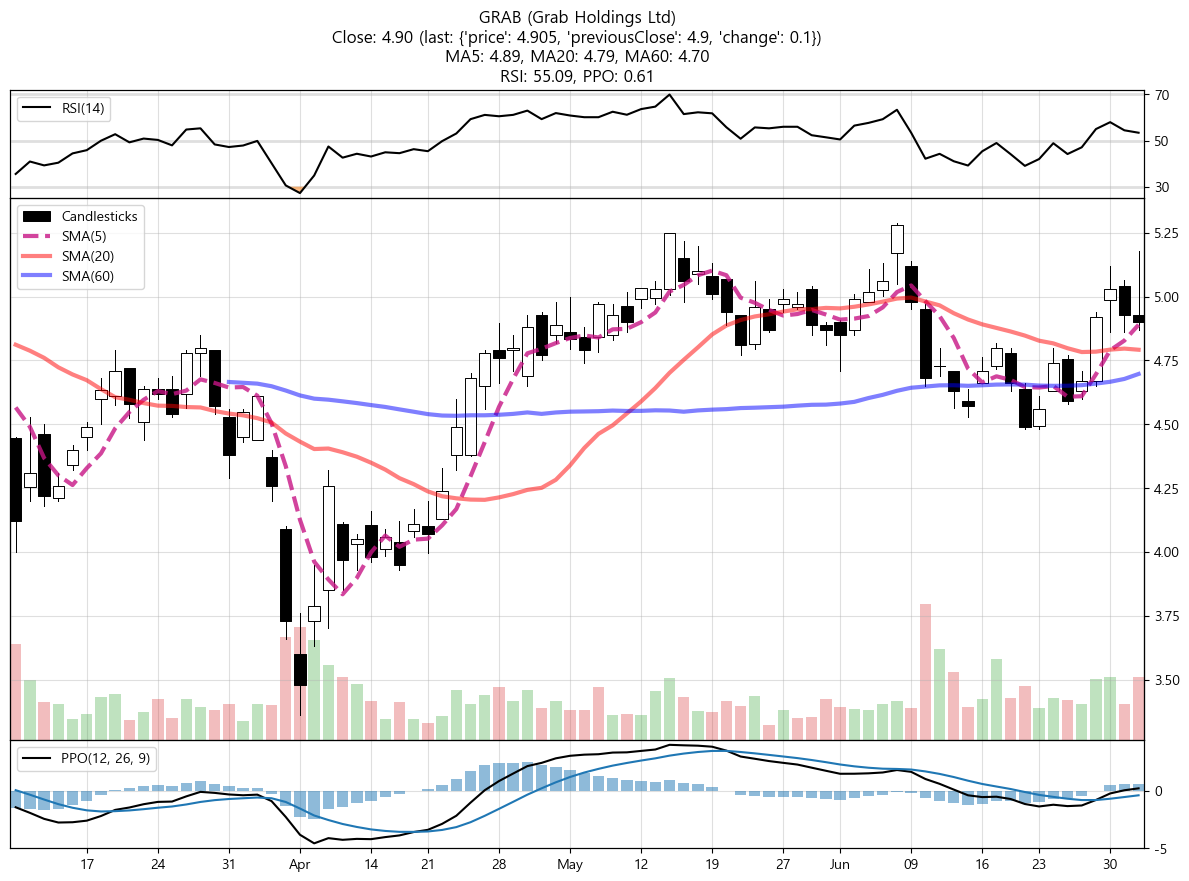 GRAB (Grab Holdings Ltd)
Close: 4.90 (last: {'price': 4.905, 'previousClose': 4.9, 'change': 0.1})
MA5: 4.89, MA20: 4.79, MA60: 4.70
RSI: 55.09, PPO: 0.61
RSI(14)
70
50
30
Candlesticks
SMA(5)
SMA(20)
SMA(60)
5.25
5.00
4.75
4.50
4.25
4.00
3.75
3.50
PPO(12, 26, 9)
0
-5
17 24 31 Apr 14 21 28 May 12 19 27 Jun 09 16 23 30